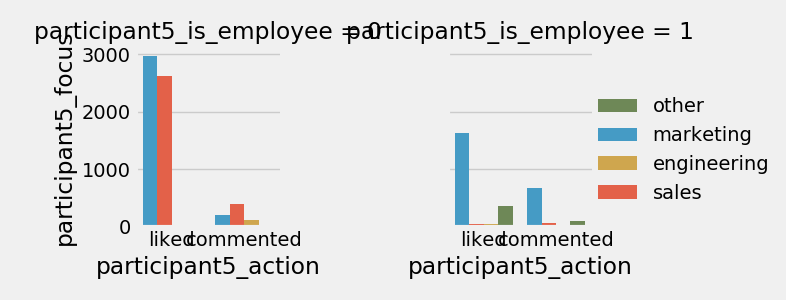 participant5_is_employee = 0
participant5_is_employee = 1
participant5_focus
3000
2000
1000
0
liked
commented
liked
commented
participant5_action
participant5_action
other
marketing
engineering
sales